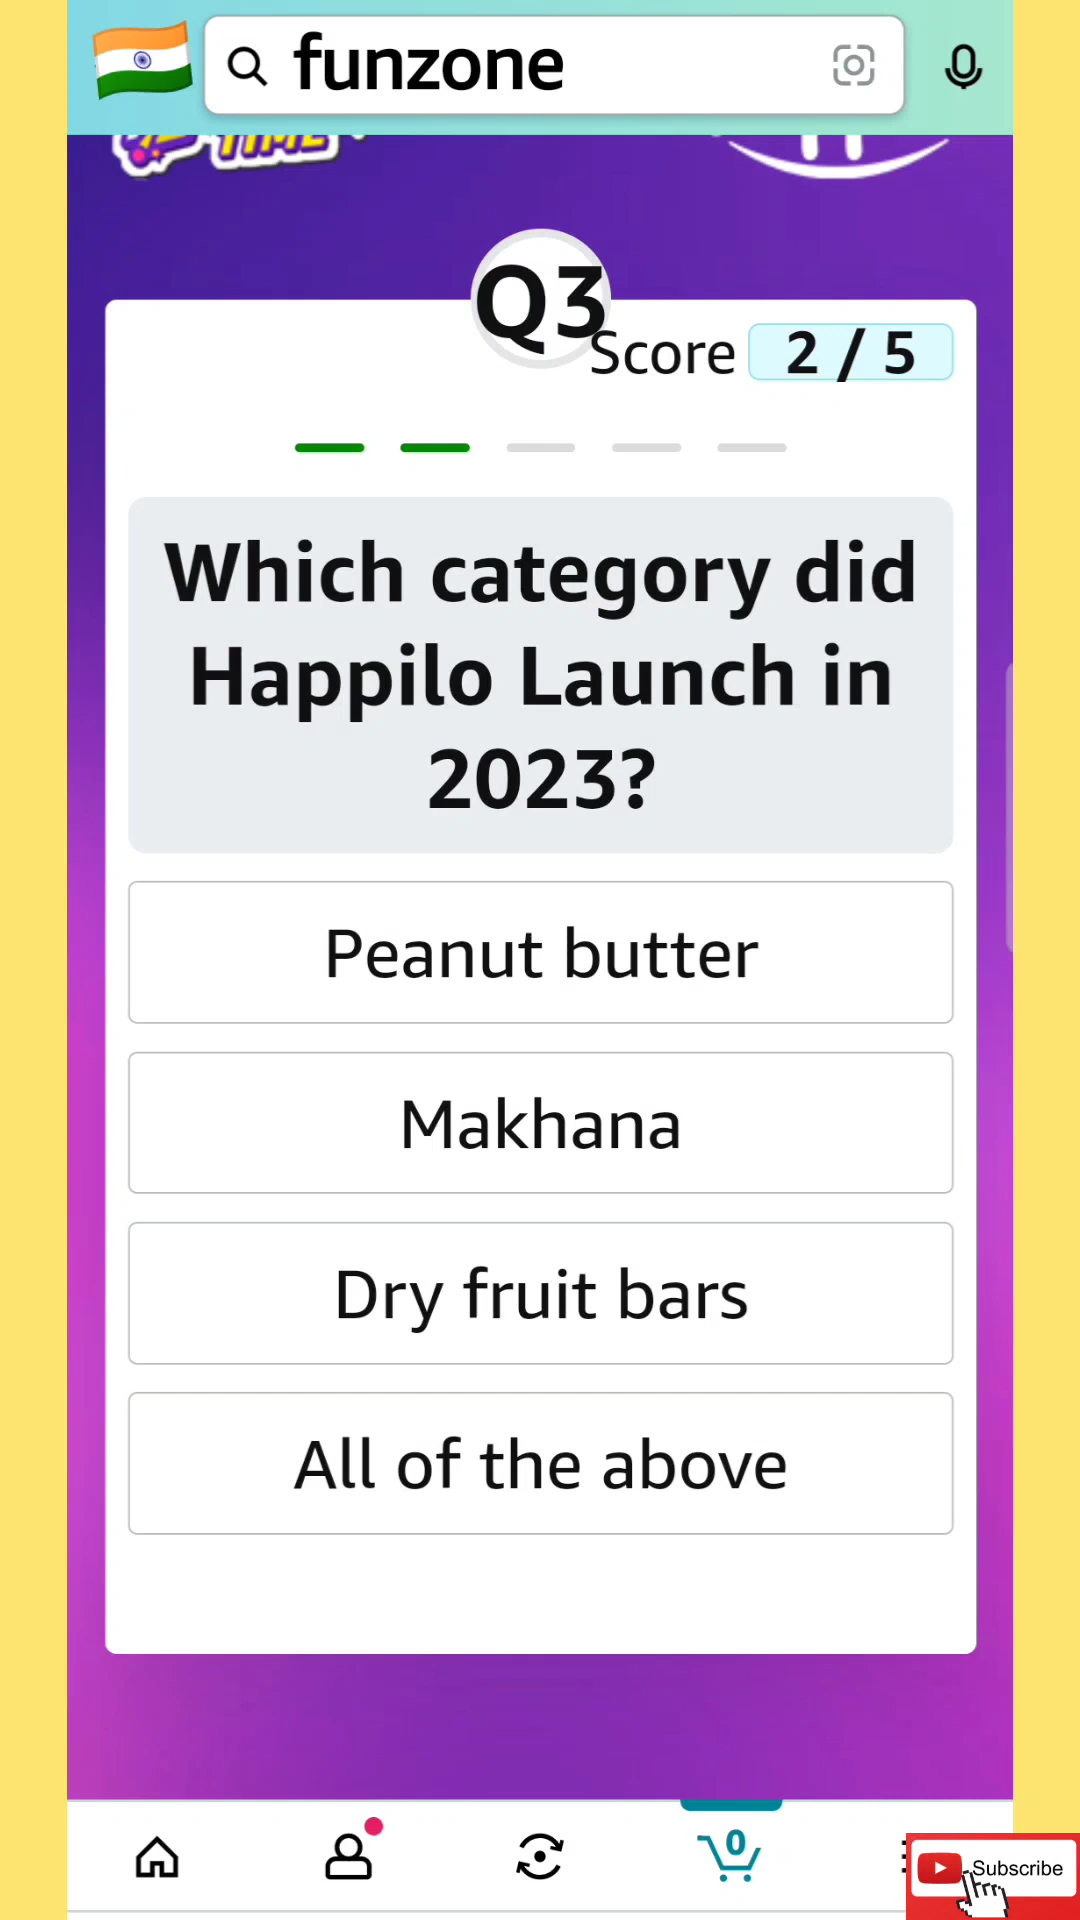 funzone
TIME
Q3
Score 2 / 5
Which category did
Happilo Launch in
2023?
Peanut butter
Makhana
Dry fruit bars
All of the above
0
Subscribe